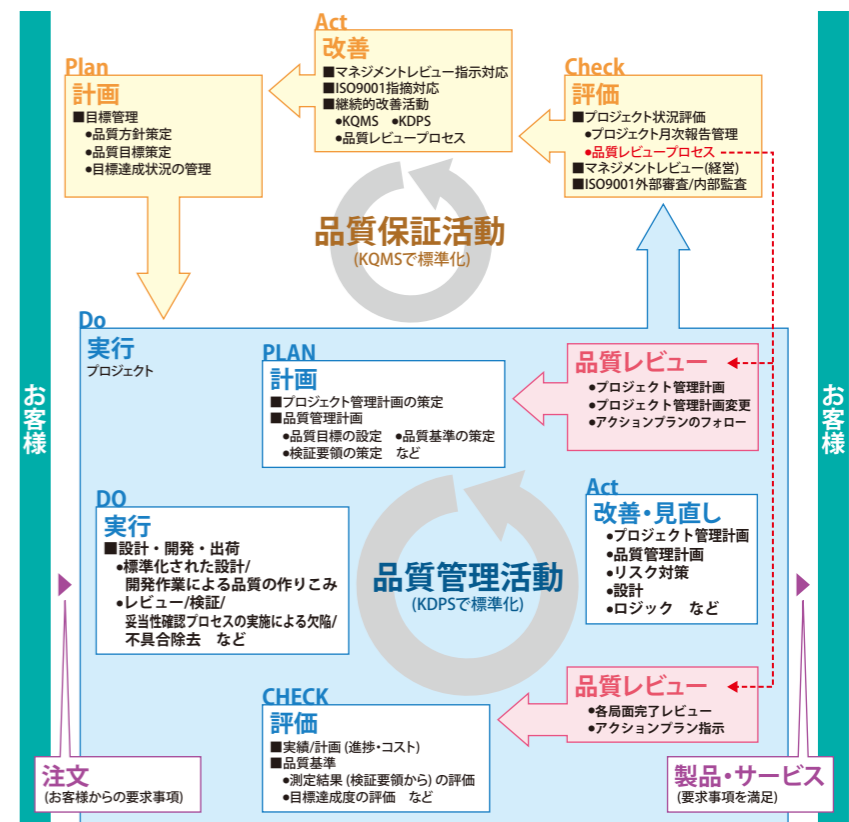 Act
改善
■マネジメントレビュー指示対応
■ISO9001指摘対応
■継続的改善活動
●KQMS ●KDPS
●品質レビュープロセス
Plan
計画
■目標管理
●品質方針策定
●品質目標策定
●目標達成状況の管理
Check
評価
■プロジェクト状況評価
●プロジェクト月次報告管理
●品質レビュープロセス
■マネジメントレビュー(経営)
■ISO9001外部審査/内部監査
品質保証活動
(KQMSで標準化)
Do
実行
プロジェクト
PLAN
計画
■プロジェクト管理計画の策定
■品質管理計画
●品質目標の設定 ●品質基準の策定
●検証要領の策定 など
品質レビュー
●プロジェクト管理計画
●プロジェクト管理計画変更
●アクションプランのフォロー
お客様
お客様
DO
実行
■設計・開発・出荷
●標準化された設計/
開発作業による品質の作りこみ
●レビュー/検証/
妥当性確認プロセスの実施による欠陥/
不具合除去 など
品質管理活動
(KDPSで標準化)
Act
改善・見直し
●プロジェクト管理計画
●品質管理計画
●リスク対策
●設計
●ロジック など
品質レビュー
●各局面完了レビュー
●アクションプラン指示
CHECK
評価
■実績/計画 (進捗・コスト)
■品質基準
●測定結果 (検証要領から) の評価
●目標達成度の評価 など
注文
(お客様からの要求事項)
製品・サービス
(要求事項を満足)